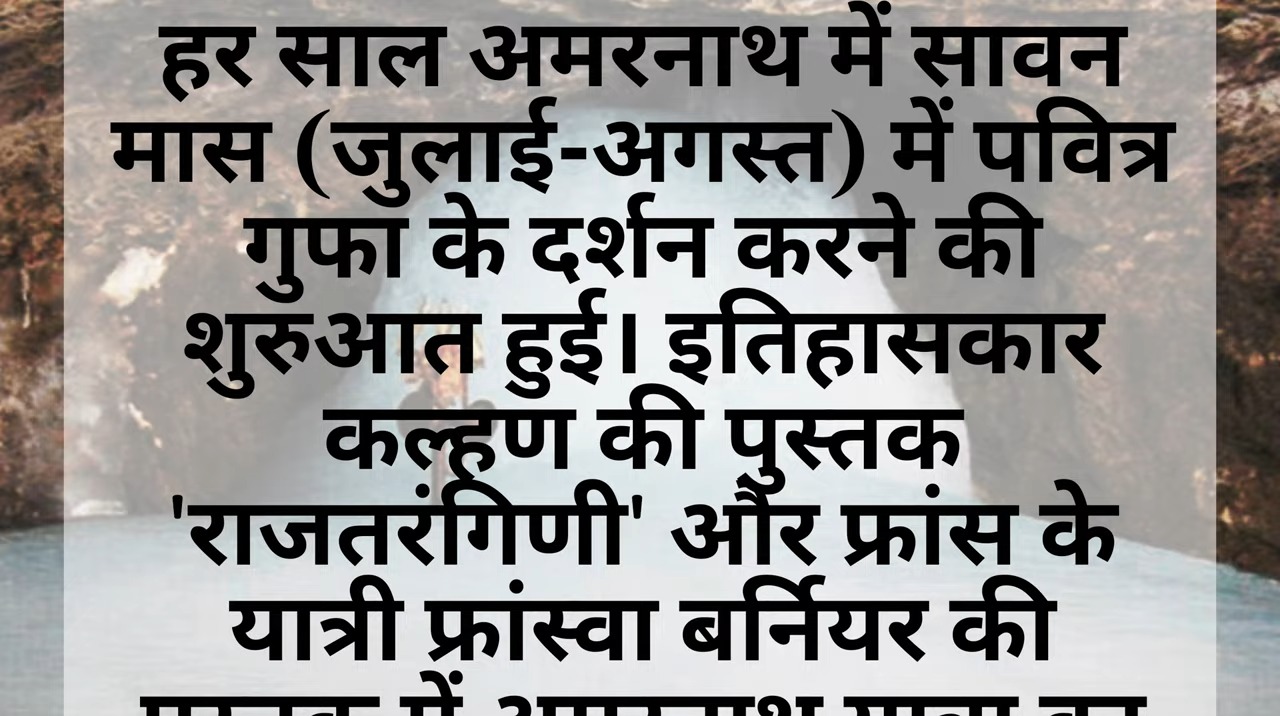 हर साल अमरनाथ में सावन
मास (जुलाई-अगस्त) में पवित्र
गुफा के दर्शन करने की
शुरुआत हुई। इतिहासकार
कल्हण की पुस्तक
'राजतरंगिणी' और फ्रांस के
यात्री फ्रांस्वा बर्नियर की